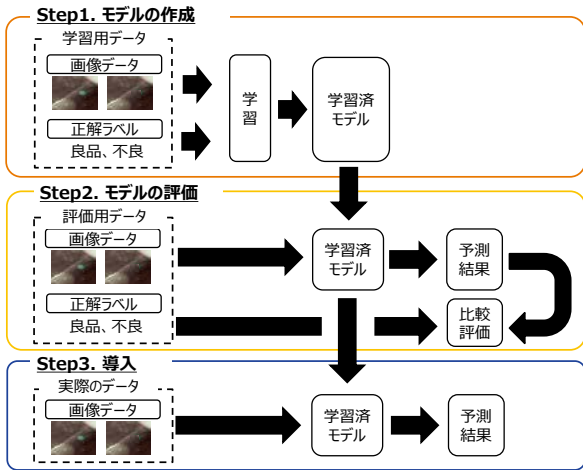 Step1. モデルの作成
学習用データ
画像データ
正解ラベル
良品、不良
学
習
学習済
モデル
Step2. モデルの評価
評価用データ
画像データ
正解ラベル
良品、不良
学習済
モデル
予測
結果
比較
評価
Step3. 導入
実際のデータ
画像データ
学習済
モデル
予測
結果